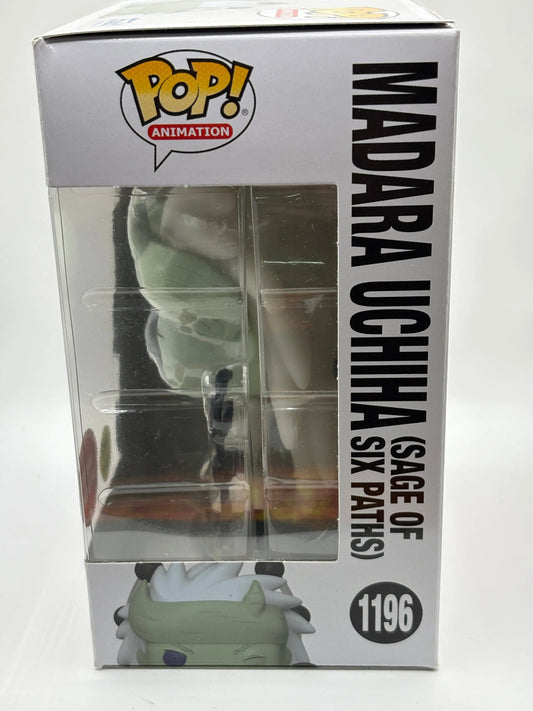 POP!
ANIMATION
MADARA UCHIHA (SAGE OF
SIX PATHS)
1196